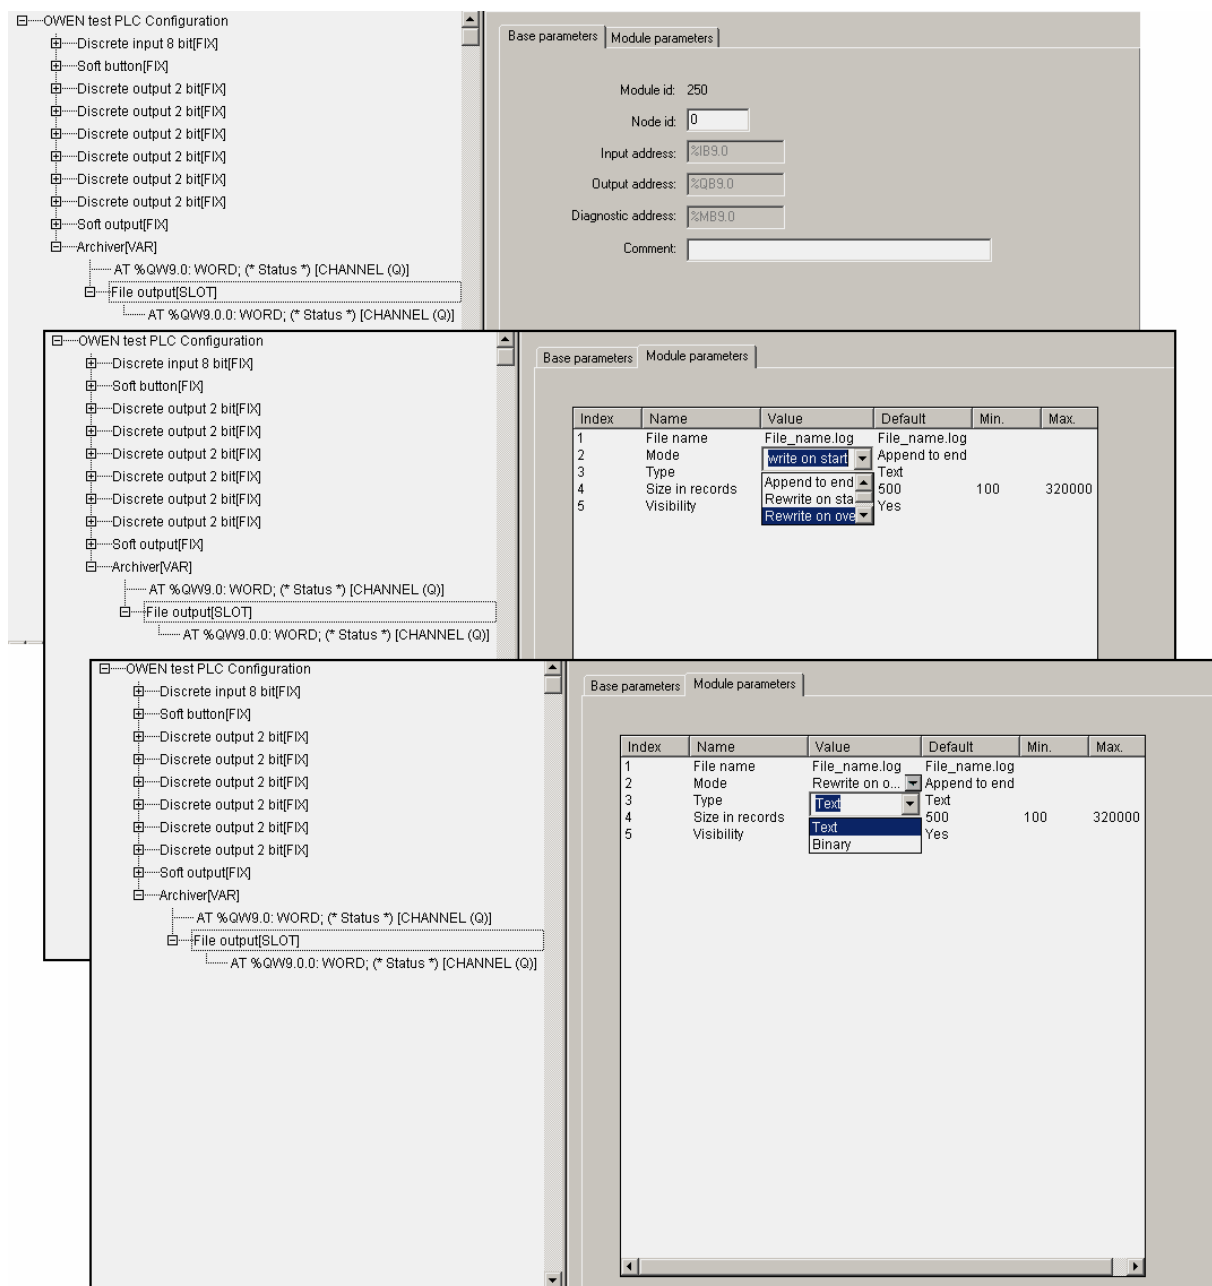 OWEN test PLC Configuration
Discrete input 8 bit[FIX]
Soft button[FIX]
Discrete output 2 bit[FIX]
Discrete output 2 bit[FIX]
Discrete output 2 bit[FIX]
Discrete output 2 bit[FIX]
Discrete output 2 bit[FIX]
Discrete output 2 bit[FIX]
Soft output[FIX]
Archiver[VAR]
AT %QW9.0: WORD; (* Status *) [CHANNEL (Q)]
File output[SLOT]
AT %QW9.0.0: WORD; (* Status *) [CHANNEL (Q)]
Base parameters Module parameters
Module id: 250
Node id: 0
Input address: %IB9.0
Output address: %QB9.0
Diagnostic address: %MB9.0
Comment:
OWEN test PLC Configuration
Discrete input 8 bit[FIX]
Soft button[FIX]
Discrete output 2 bit[FIX]
Discrete output 2 bit[FIX]
Discrete output 2 bit[FIX]
Discrete output 2 bit[FIX]
Discrete output 2 bit[FIX]
Discrete output 2 bit[FIX]
Soft output[FIX]
Archiver[VAR]
AT %QW9.0: WORD; (* Status *) [CHANNEL (Q)]
File output[SLOT]
AT %QW9.0.0: WORD; (* Status *) [CHANNEL (Q)]
Base parameters Module parameters
Index Name Value Default Min. Max.
1 File name File_name.log File_name.log
2 Mode write on start Append to end
3 Type Text
4 Size in records 500 100 320000
5 Visibility Yes
Append to end
Rewrite on sta
Rewrite on ove
OWEN test PLC Configuration
Discrete input 8 bit[FIX]
Soft button[FIX]
Discrete output 2 bit[FIX]
Discrete output 2 bit[FIX]
Discrete output 2 bit[FIX]
Discrete output 2 bit[FIX]
Discrete output 2 bit[FIX]
Discrete output 2 bit[FIX]
Soft output[FIX]
Archiver[VAR]
AT %QW9.0: WORD; (* Status *) [CHANNEL (Q)]
File output[SLOT]
AT %QW9.0.0: WORD; (* Status *) [CHANNEL (Q)]
Base parameters Module parameters
Index Name Value Default Min. Max.
1 File name File_name.log File_name.log
2 Mode Rewrite on o... Append to end
3 Type Text Text
4 Size in records 500 100 320000
5 Visibility Yes
Text
Binary